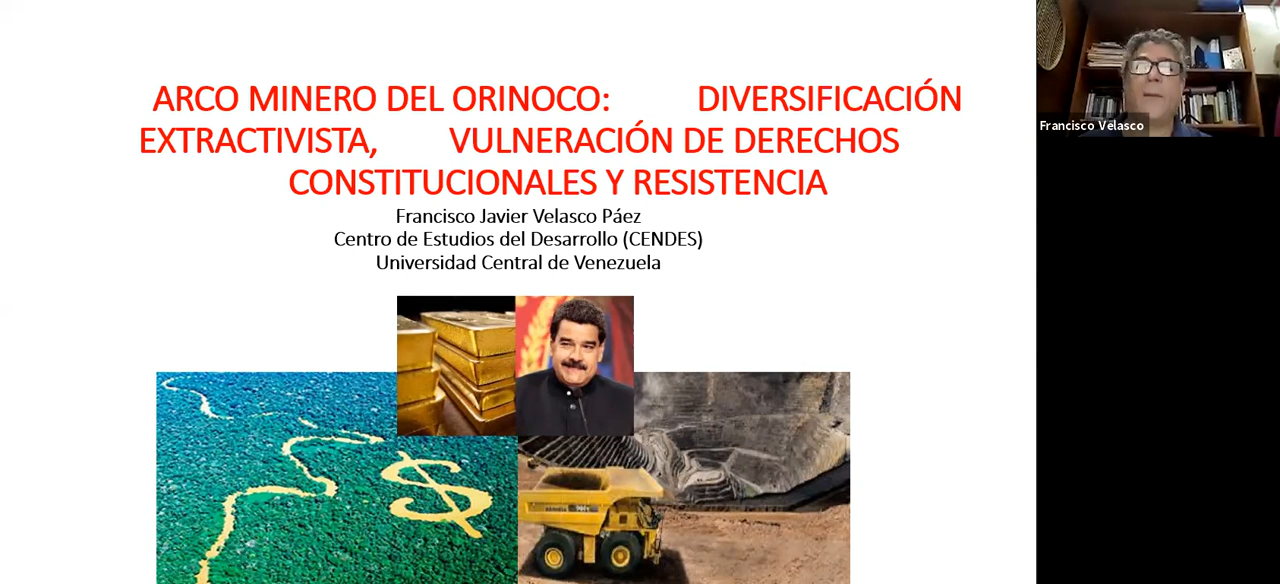 ARCO MINERO DEL ORINOCO: DIVERSIFICACIÓN
EXTRACTIVISTA, VULNERACIÓN DE DERECHOS
CONSTITUCIONALES Y RESISTENCIA
Francisco Javier Velasco Páez
Centro de Estudios del Desarrollo (CENDES)
Universidad Central de Venezuela
$
Francisco Velasco